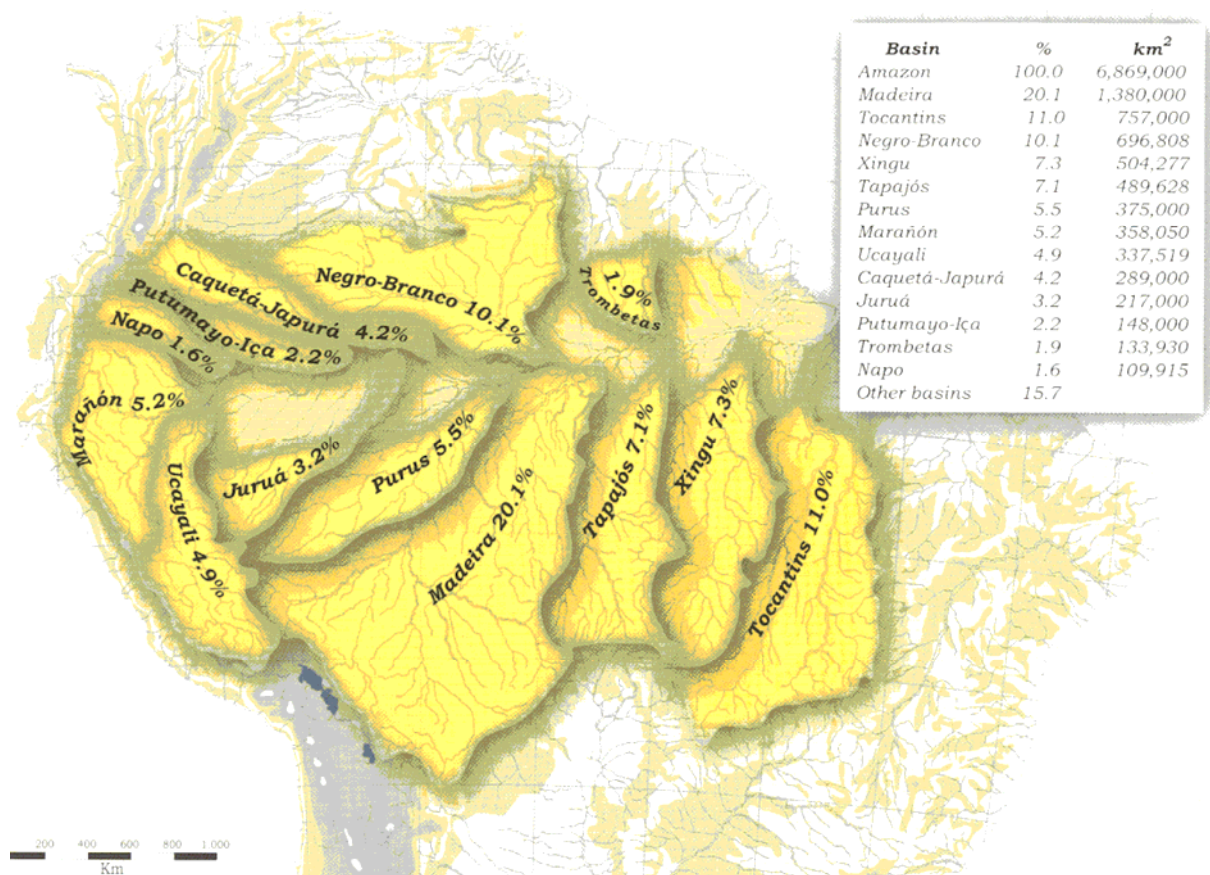 Basin % km²
Amazon 100.0 6,869,000
Madeira 20.1 1,380,000
Tocantins 11.0 757,000
Negro-Branco 10.1 696,808
Xingu 7.3 504,277
Tapajós 7.1 489,628
Purus 5.5 375,000
Marañón 5.2 358,050
Ucayali 4.9 337,519
Caquetá-Japurá 4.2 289,000
Juruá 3.2 217,000
Putumayo-Iça 2.2 148,000
Trombetas 1.9 133,930
Napo 1.6 109,915
Other basins 15.7
Caquetá-Japurá 4.2%
Negro-Branco 10.1%
1.9%
Trombetas
Putumayo-Iça 2.2%
Napo 1.6%
Marañón 5.2%
Ucayali 4.9%
Juruá 3.2%
Purus 5.5%
Madeira 20.1%
Tapajós 7.1%
Xingu 7.3%
Tocantins 11.0%
200 400 600 800 1 000
Km